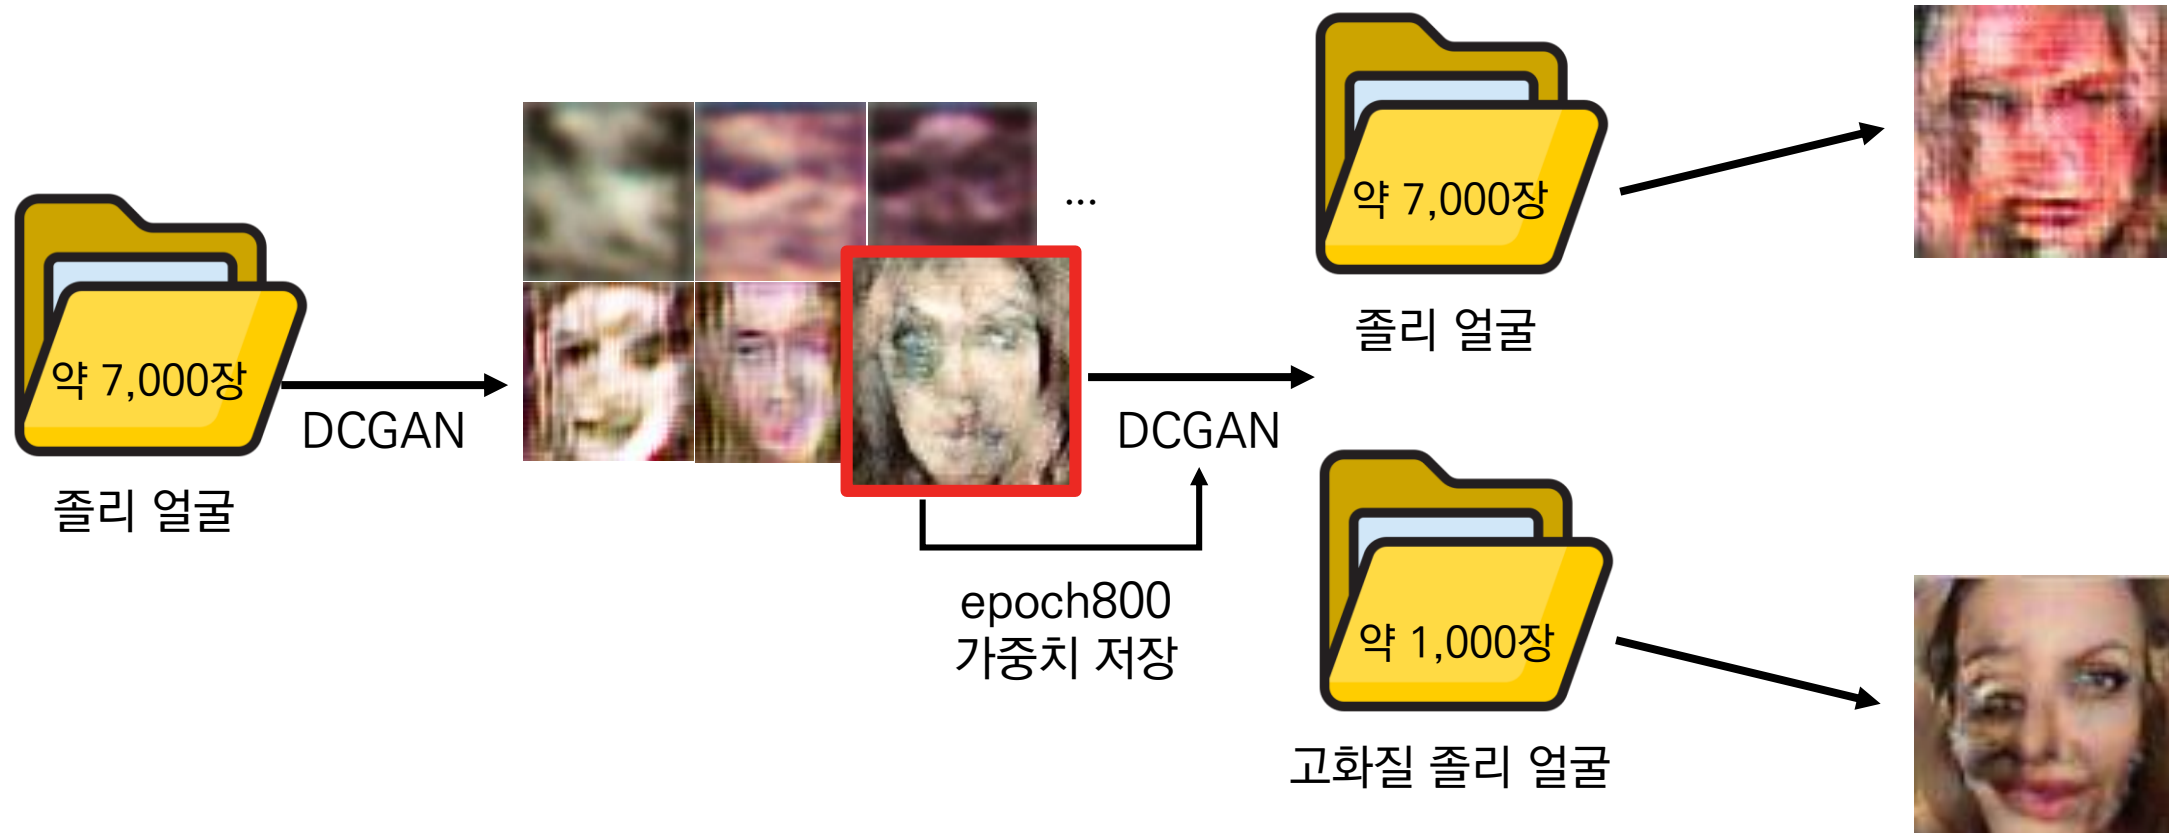 약 7,000장
졸리 얼굴
DCGAN
...
epoch800
가중치 저장
DCGAN
약 7,000장
졸리 얼굴
약 1,000장
고화질 졸리 얼굴